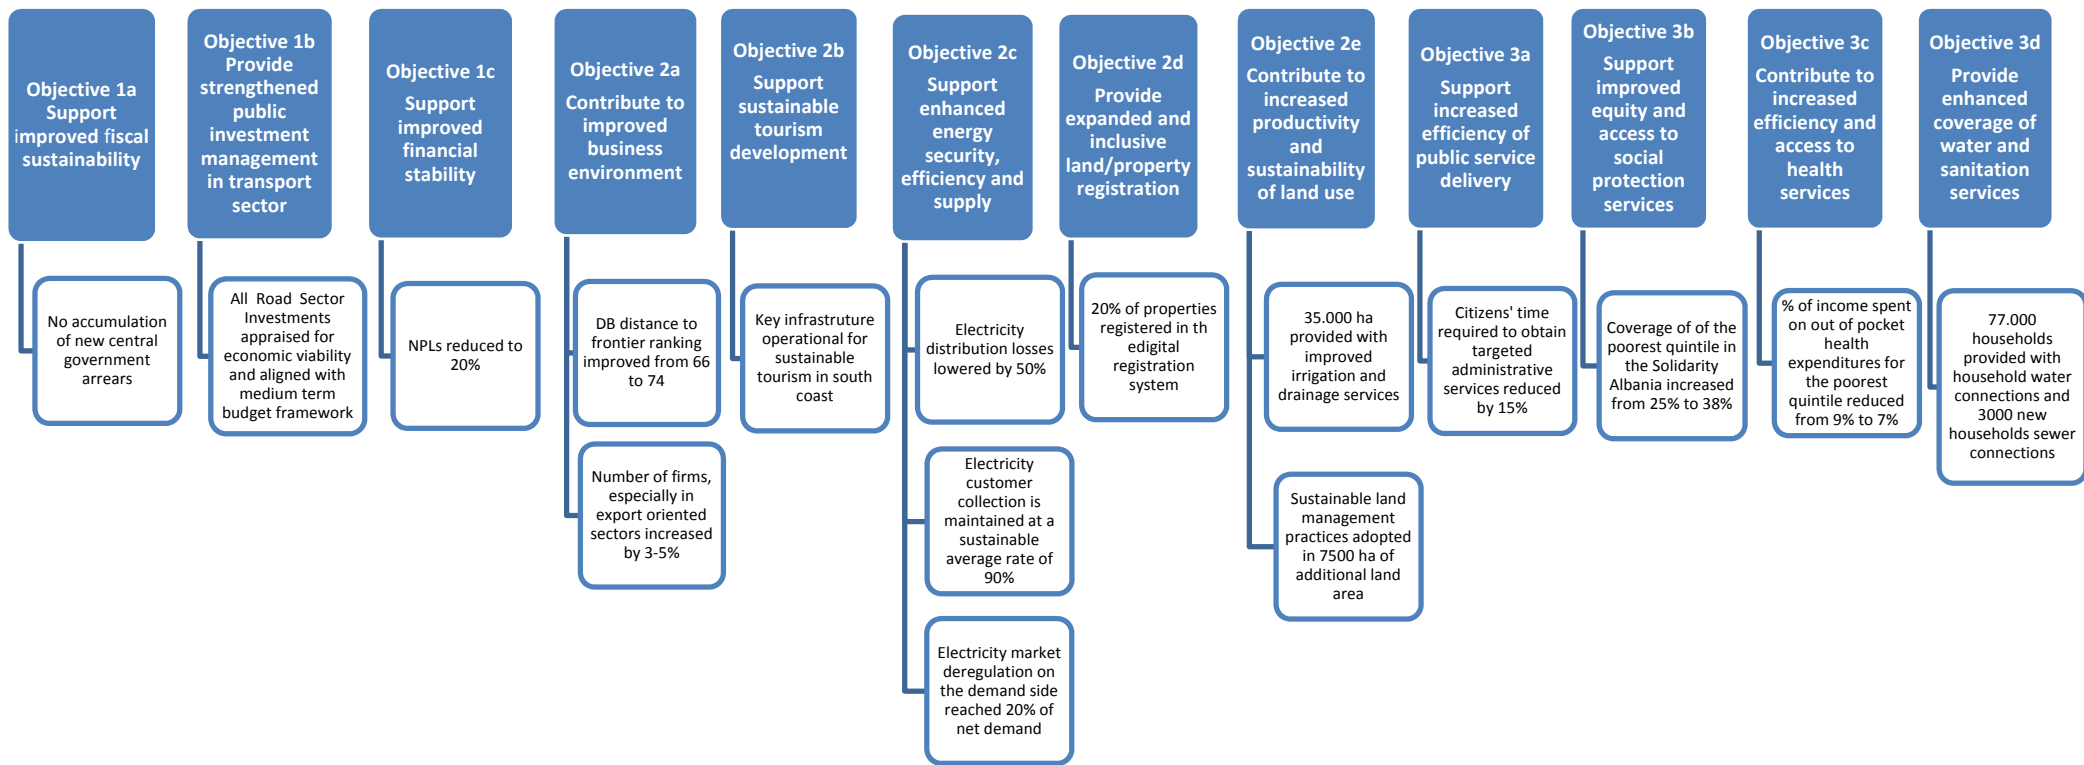 Objective 1a
Support
improved fiscal
sustainability
No accumulation
of new central
government
arrears
Objective 1b
Provide
strengthened
public
investment
management
in transport
sector
All Road Sector
Investments
appraised for
economic viability
and aligned with
medium term
budget framework
Objective 1c
Support
improved
financial
stability
NPLs reduced to
20%
Objective 2a
Contribute to
improved
business
environment
DB distance to
frontier ranking
improved from 66
to 74
Number of firms,
especially in
export oriented
sectors increased
by 3-5%
Objective 2b
Support
sustainable
tourism
development
Key infrastruture
operational for
sustainable
tourism in south
coast
Objective 2c
Support
enhanced
energy
security,
efficiency and
supply
Electricity
distribution losses
lowered by 50%
Electricity
customer
collection is
maintained at a
sustainable
average rate of
90%
Electricity market
deregulation on
the demand side
reached 20% of
net demand
Objective 2d
Provide
expanded and
inclusive
land/property
registration
20% of properties
registered in th
edigital
registration
system
Objective 2e
Contribute to
increased
productivity
and
sustainability
of land use
35.000 ha
provided with
improved
irrigation and
drainage services
Sustainable land
management
practices adopted
in 7500 ha of
additional land
area
Objective 3a
Support
increased
efficiency of
public service
delivery
Citizens' time
required to obtain
targeted
administrative
services reduced
by 15%
Objective 3b
Support
improved
equity and
access to
social
protection
services
Coverage of of the
poorest quintile in
the Solidarity
Albania increased
from 25% to 38%
Objective 3c
Contribute to
increased
efficiency and
access to
health
services
% of income spent
on out of pocket
health
expenditures for
the poorest
quintile reduced
from 9% to 7%
Objective 3d
Provide
enhanced
coverage of
water and
sanitation
services
77.000
households
provided with
household water
connections and
3000 new
households sewer
connections